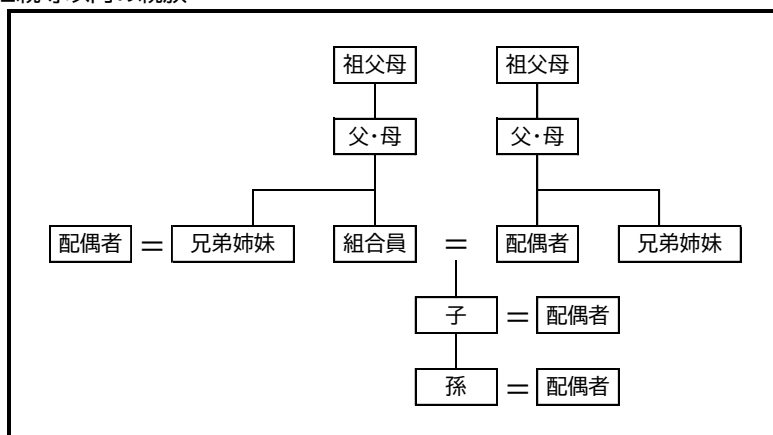 祖父母 祖父母
父・母 父・母
配偶者 = 兄弟姉妹 組合員 = 配偶者 兄弟姉妹
子 = 配偶者
孫 = 配偶者